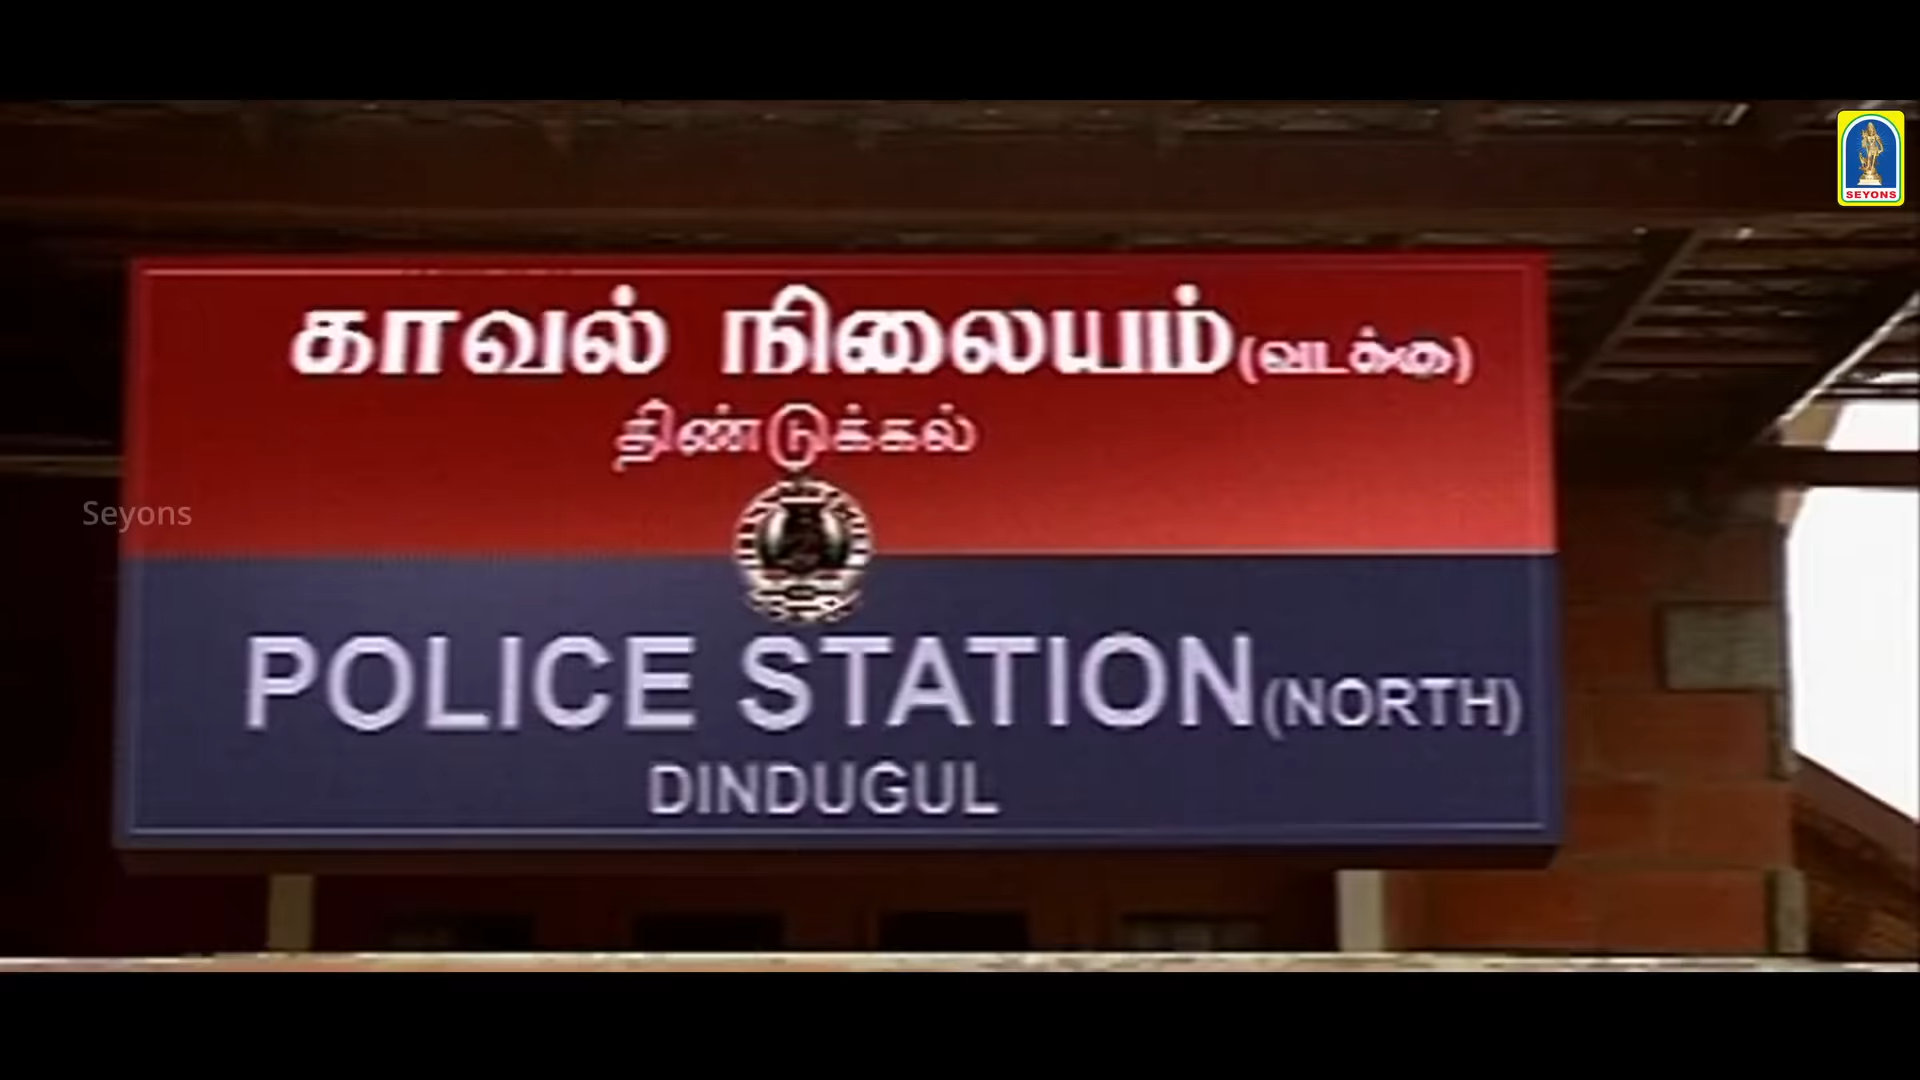 SEYONS
காவல் நிலையம் (வடக்கு)
திண்டுக்கல்
Seyons
POLICE STATION (NORTH)
DINDUGUL